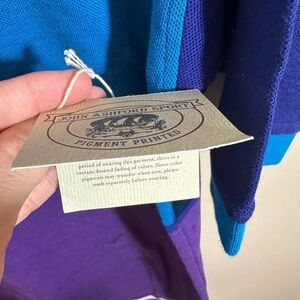 JOHN ASHFORD SPORT
PIGMENT PRINTED
period of wearing this garment, there is a
certain desired fading of colors. Since color
pigments may transfer when new, please
wash separately before wearing.